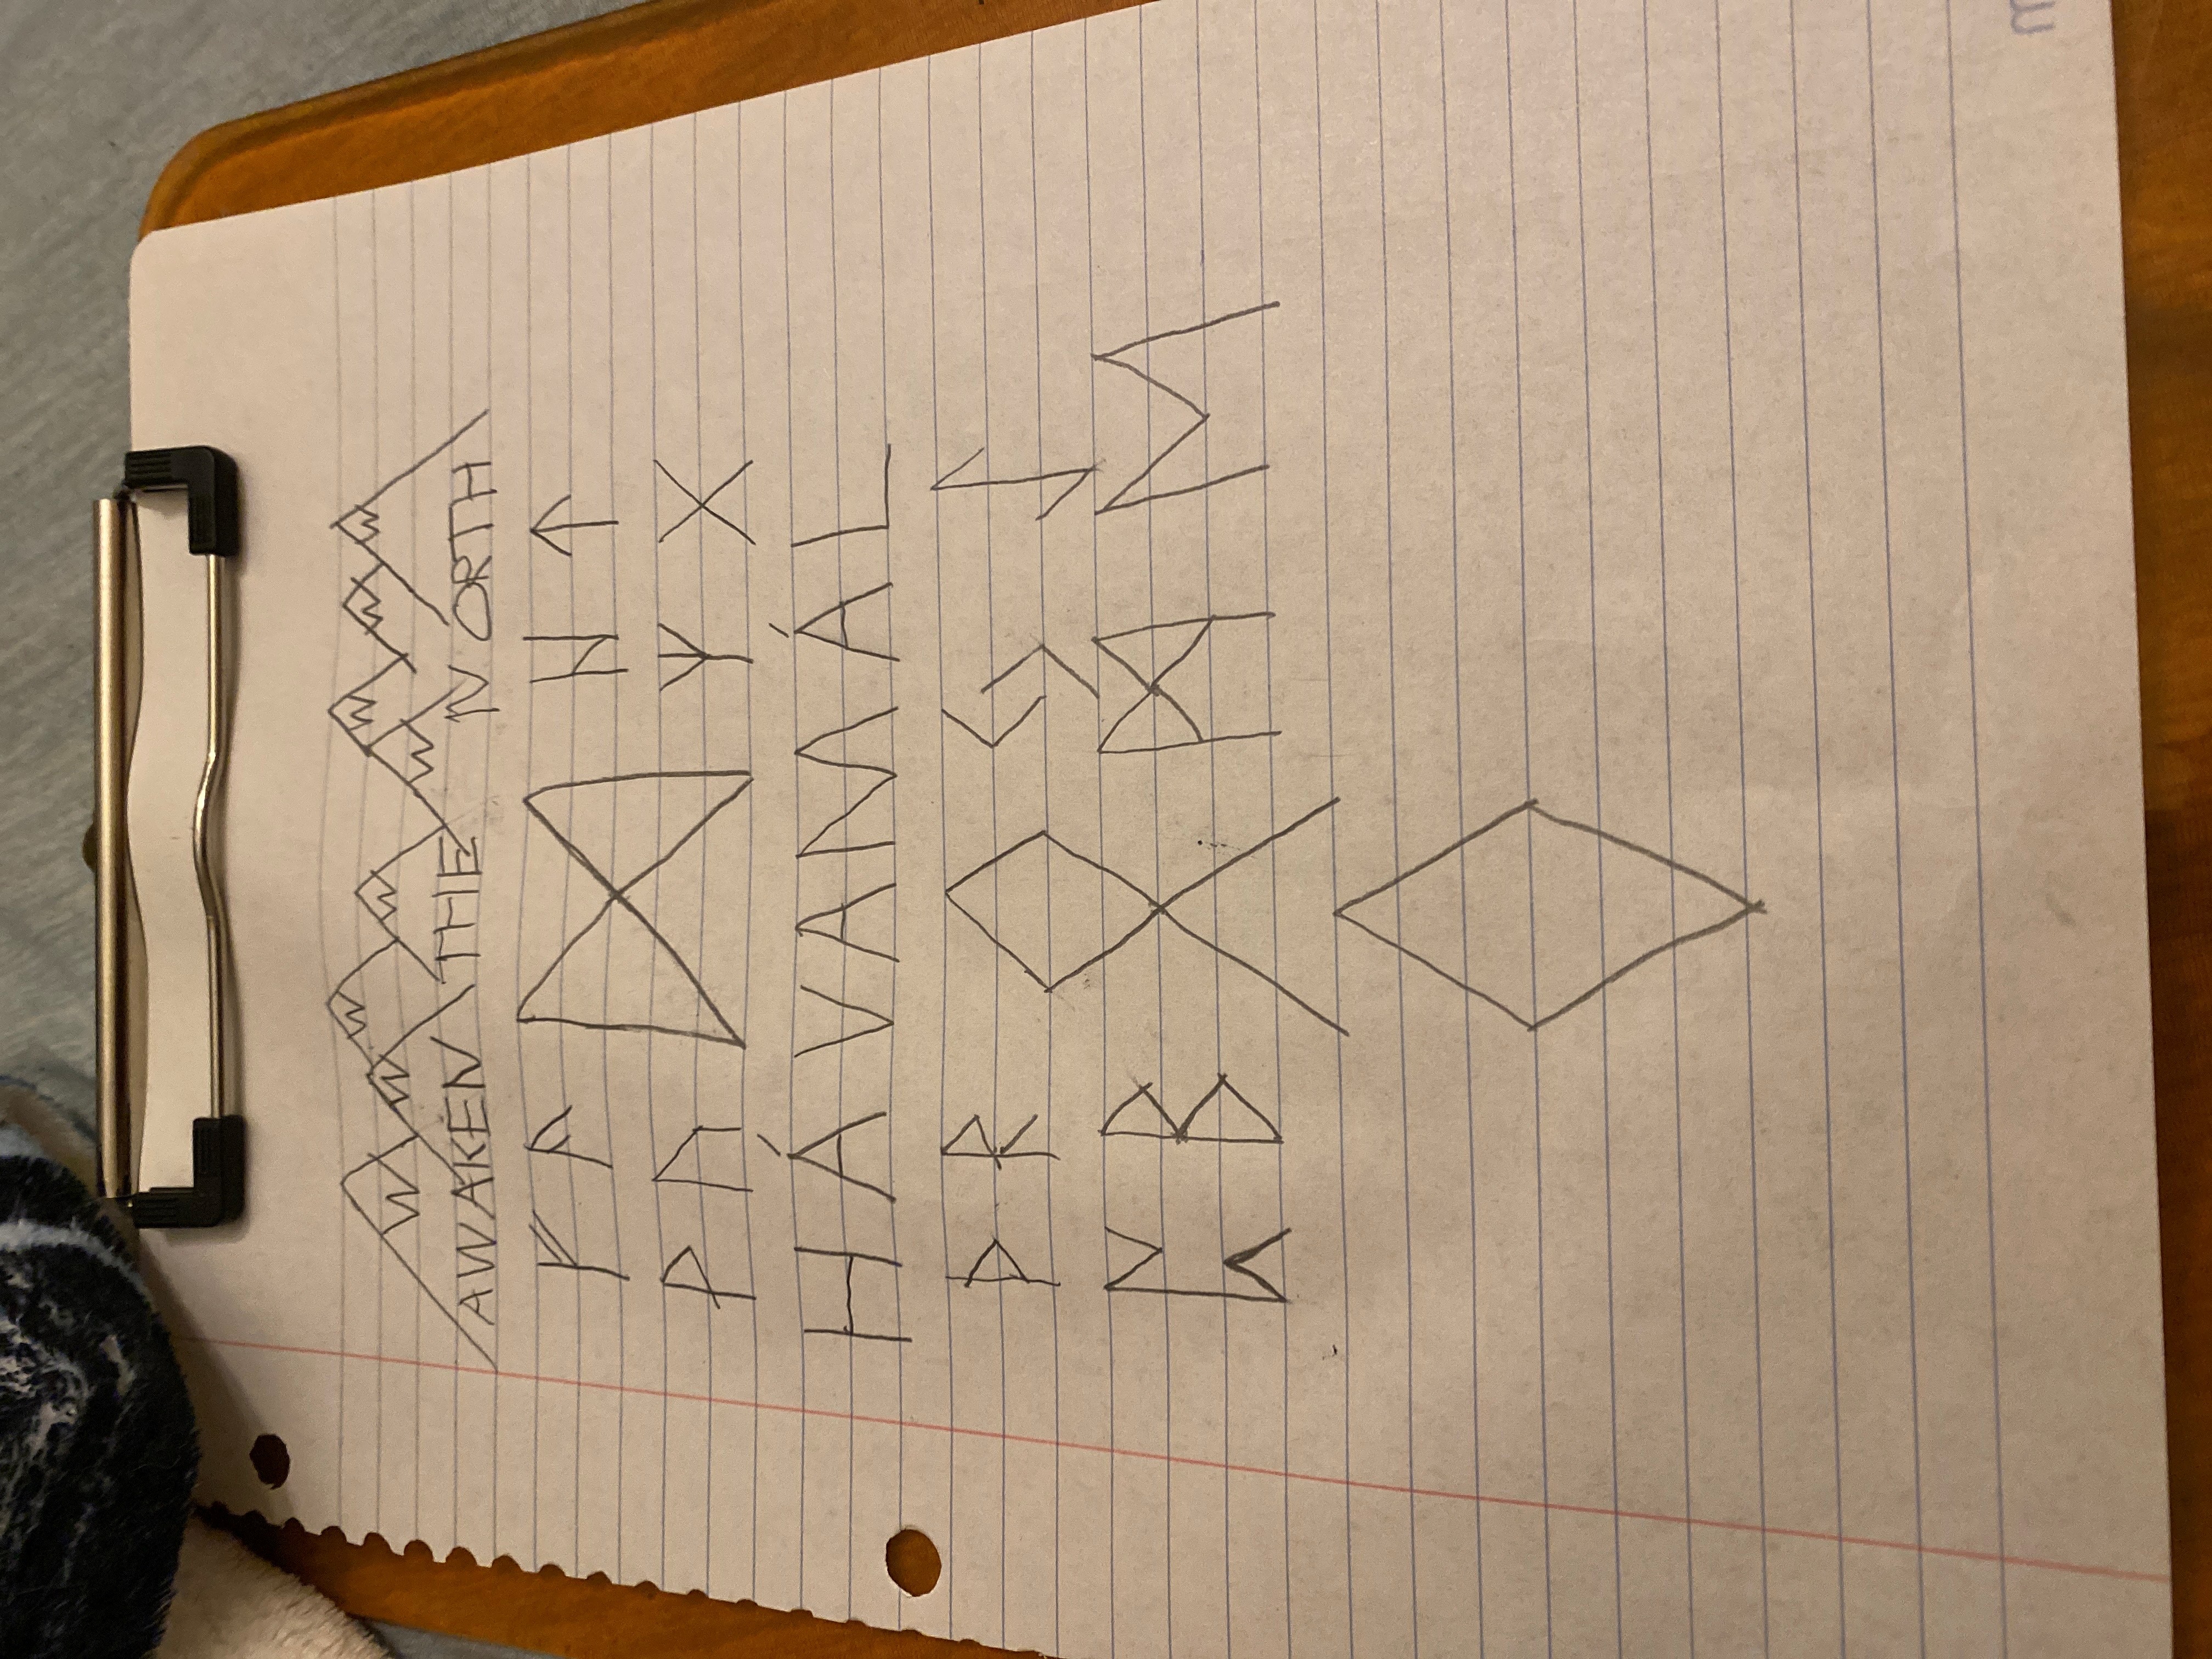 AWAKEN THE NORTH
ᚠ ᚨ ᛞ ᚺ ᛏ
ᚹ ᚢ ᛉ ᚷ
HÁVAMÁL
ᚦ ᚱ ᛟ ᛃ ᛇ
ᛈ ᛒ ᛗ ᛖ
ᛜ